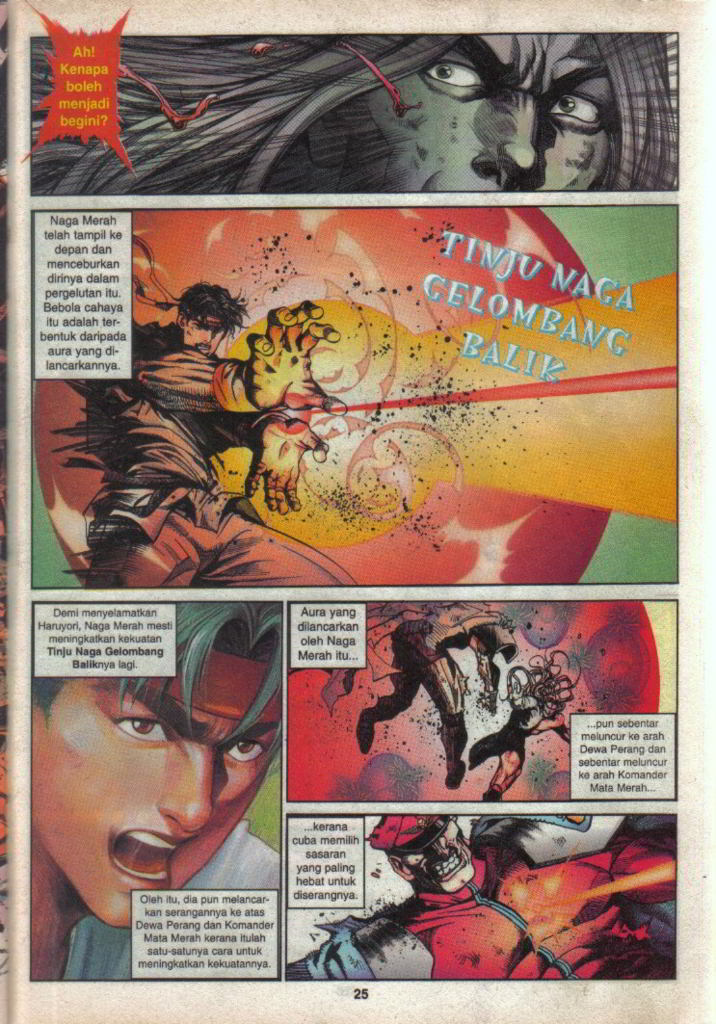 Ah!
Kenapa
boleh
menjadi
begini?
Naga Merah
telah tampil ke
depan dan
menceburkan
dirinya dalam
pergelutan itu.
Bebola cahaya
itu adalah ter-
bentuk daripada
aura yang di-
lancarkannya.
TINJU NAGA
GELOMBANG
BALIK
Demi menyelamatkan
Haruyori, Naga Merah mesti
meningkatkan kekuatan
Tinju Naga Gelombang
Baliknya lagi.
Oleh itu, dia pun melancar-
kan serangannya ke atas
Dewa Perang dan Komander
Mata Merah kerana itulah
satu-satunya cara untuk
meningkatkan kekuatannya.
Aura yang
dilancarkan
oleh Naga
Merah itu...
...pun sebentar
meluncur ke arah
Dewa Perang dan
sebentar meluncur
ke arah Komander
Mata Merah...
...kerana
cuba memilih
sasaran
yang paling
hebat untuk
diserangnya.
25